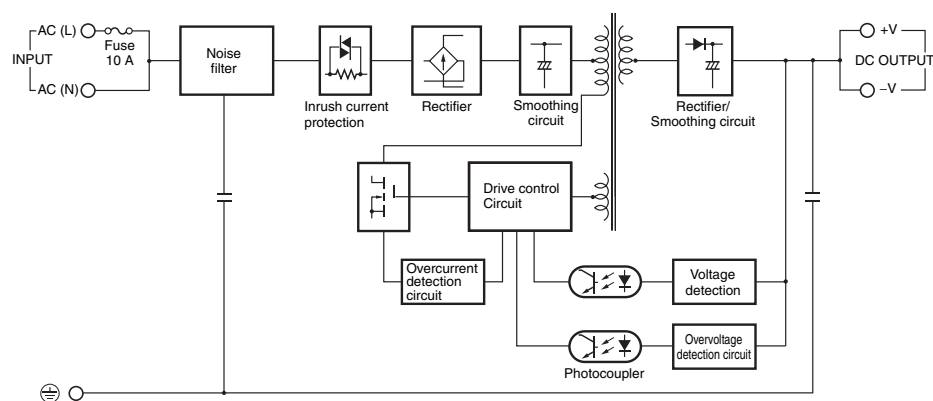 AC (L)
Fuse
10 A
INPUT
AC (N)
Noise
filter
Inrush current
protection
Rectifier
Smoothing
circuit
Rectifier/
Smoothing circuit
+V
DC OUTPUT
–V
Drive control
Circuit
Overcurrent
detection
circuit
Voltage
detection
Overvoltage
detection circuit
Photocoupler